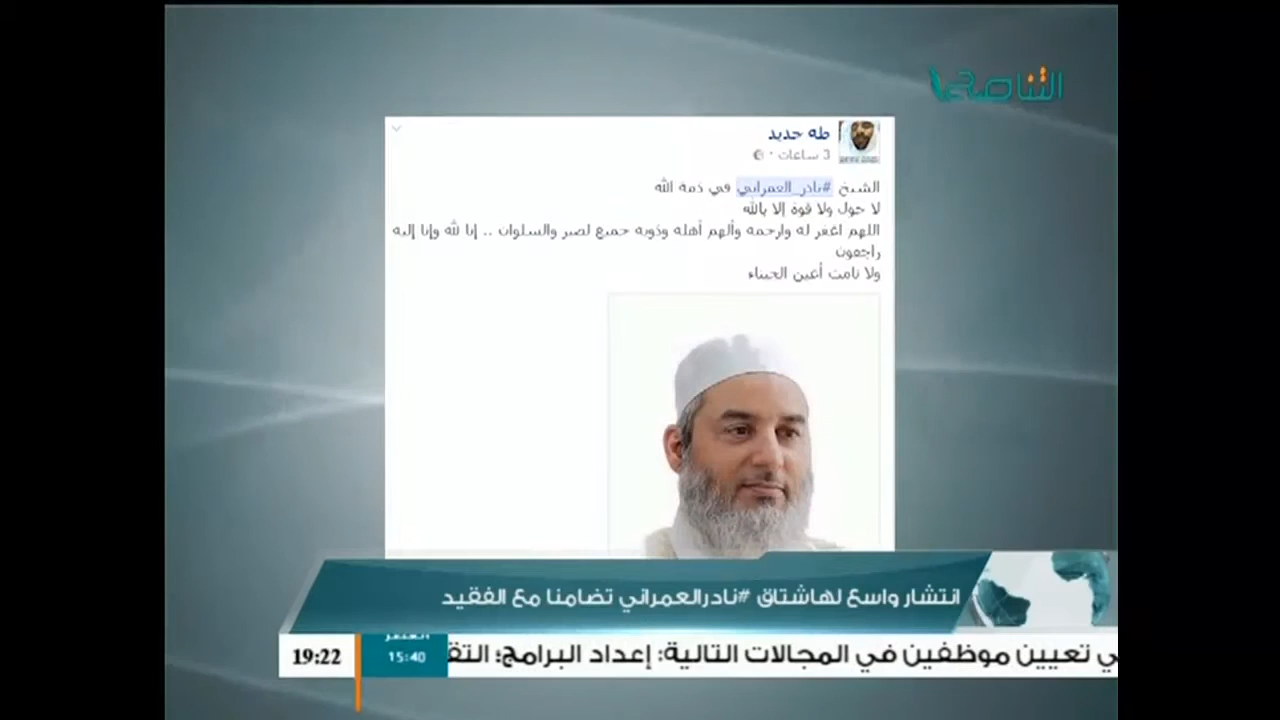 التناصح
طه حديد
3 ساعات ·
الشيخ #نادر_العمراني في ذمة الله
لا حول ولا قوة إلا بالله
اللهم اغفر له وارحمه وألهم أهله وذويه جميع لصبر والسلوان .. إنا لله وإنا إليه
راجعون
ولا نامت أعين الجبناء
انتشار واسع لهاشتاق #نادرالعمراني تضامنا مع الفقيد
ي تعيين موظفين في المجالات التالية: إعداد البرامج؛ التق
العصر
15:40
19:22